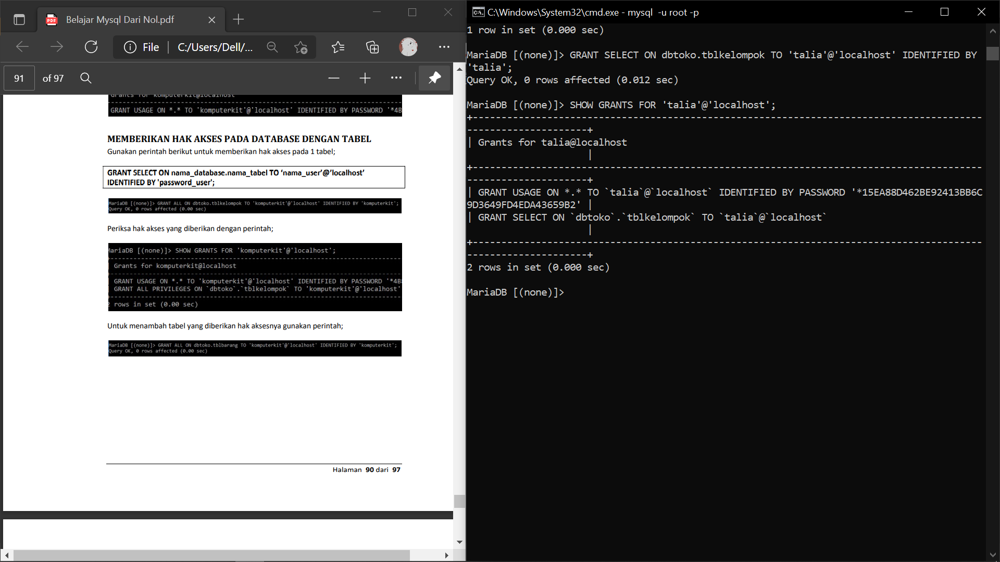 Belajar Mysql Dari Nol.pdf
File
C:/Users/Dell/...
91
of 97
Grants for komputerkit@localhost
GRANT USAGE ON *.* TO 'komputerkit'@'localhost' IDENTIFIED BY PASSWORD '*4B
MEMBERIKAN HAK AKSES PADA DATABASE DENGAN TABEL
Gunakan perintah berikut untuk memberikan hak akses pada 1 tabel;
GRANT SELECT ON nama_database.nama_tabel TO ‘nama_user’@’localhost’
IDENTIFIED BY 'password_user';
MariaDB [(none)]> GRANT ALL ON dbtoko.tblkelompok TO 'komputerkit'@'localhost' IDENTIFIED BY 'komputerkit';
Query OK, 0 rows affected (0.00 sec)
Periksa hak akses yang diberikan dengan perintah;
MariaDB [(none)]> SHOW GRANTS FOR 'komputerkit'@'localhost';
Grants for komputerkit@localhost
GRANT USAGE ON *.* TO 'komputerkit'@'localhost' IDENTIFIED BY PASSWORD '*4B
GRANT ALL PRIVILEGES ON `dbtoko`.`tblkelompok` TO 'komputerkit'@'localhost'
2 rows in set (0.00 sec)
Untuk menambah tabel yang diberikan hak aksesnya gunakan perintah;
MariaDB [(none)]> GRANT ALL ON dbtoko.tblbarang TO 'komputerkit'@'localhost' IDENTIFIED BY 'komputerkit';
Query OK, 0 rows affected (0.00 sec)
Halaman 90 dari 97
C:\Windows\System32\cmd.exe - mysql -u root -p
1 row in set (0.000 sec)
MariaDB [(none)]> GRANT SELECT ON dbtoko.tblkelompok TO 'talia'@'localhost' IDENTIFIED BY
'talia';
Query OK, 0 rows affected (0.012 sec)
MariaDB [(none)]> SHOW GRANTS FOR 'talia'@'localhost';
+-----------------------------------------------------------------------------------------
---------------------+
| Grants for talia@localhost
|
+-----------------------------------------------------------------------------------------
---------------------+
| GRANT USAGE ON *.* TO `talia`@`localhost` IDENTIFIED BY PASSWORD '*15EA88D462BE92413BB6C
9D3649FD4EDA43659B2' |
| GRANT SELECT ON `dbtoko`.`tblkelompok` TO `talia`@`localhost`
|
+-----------------------------------------------------------------------------------------
---------------------+
2 rows in set (0.000 sec)
MariaDB [(none)]>